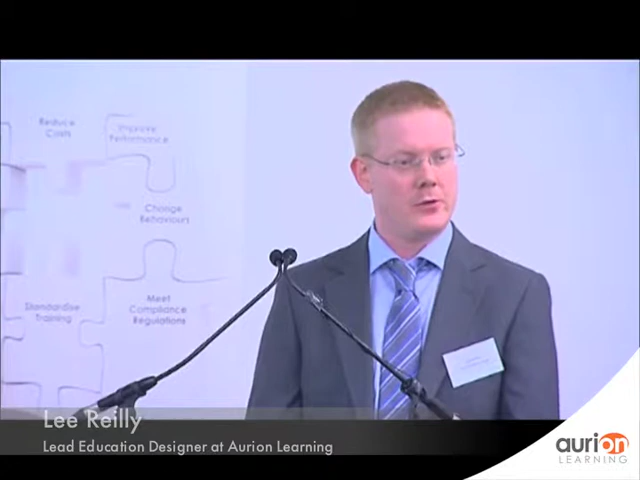 Reduce
Costs
Improve
Performance
Change
Behaviours
Standardise
Training
Meet
Compliance
Regulations
Lee Reilly
Lead Education Designer at Aurion Learning
aurion
LEARNING